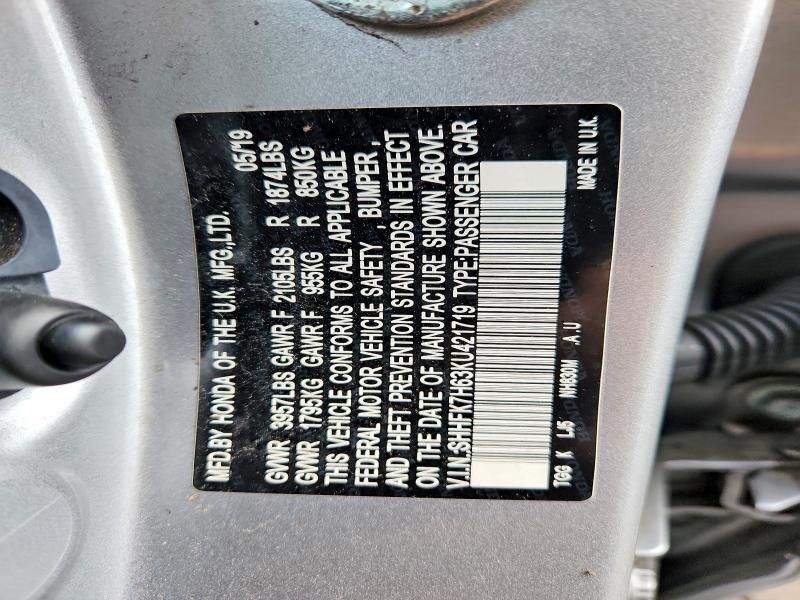 MFD.BY HONDA OF THE U.K. MFG.,LTD. 05/19
GVWR 3957LBS GAWR F 2105LBS R 1874LBS
GVWR 1795KG GAWR F 955KG R 850KG
THIS VEHICLE CONFORMS TO ALL APPLICABLE
FEDERAL MOTOR VEHICLE SAFETY , BUMPER ,
AND THEFT PREVENTION STANDARDS IN EFFECT
ON THE DATE OF MANUFACTURE SHOWN ABOVE.
V.I.N.:SHHFK7H63KU421719 TYPE:PASSENGER CAR
TGG K LJ5 NH830M .A.U MADE IN U.K.